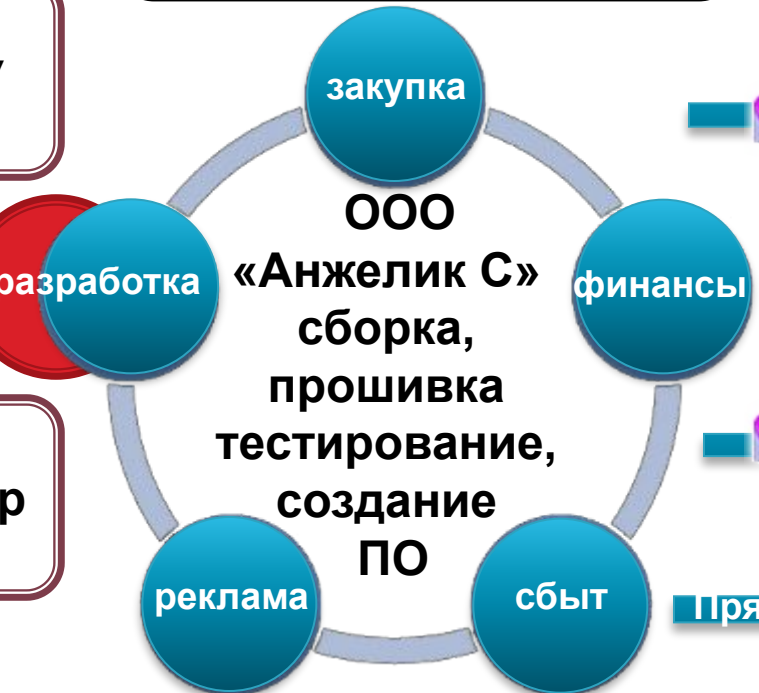 закупка
ООО
«Анжелик С»
сборка,
прошивка
тестирование,
создание
ПО
разработка
финансы
реклама
сбыт